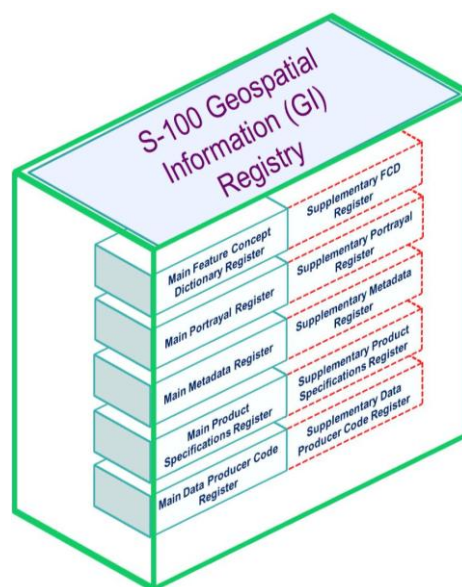 S-100 Geospatial
Information (GI)
Registry
Main Feature Concept
Dictionary Register
Supplementary FCD
Register
Main Portrayal Register
Supplementary Portrayal
Register
Main Metadata Register
Supplementary Metadata
Register
Main Product
Specifications Register
Supplementary Product
Specifications Register
Main Data Producer Code
Register
Supplementary Data
Producer Code Register